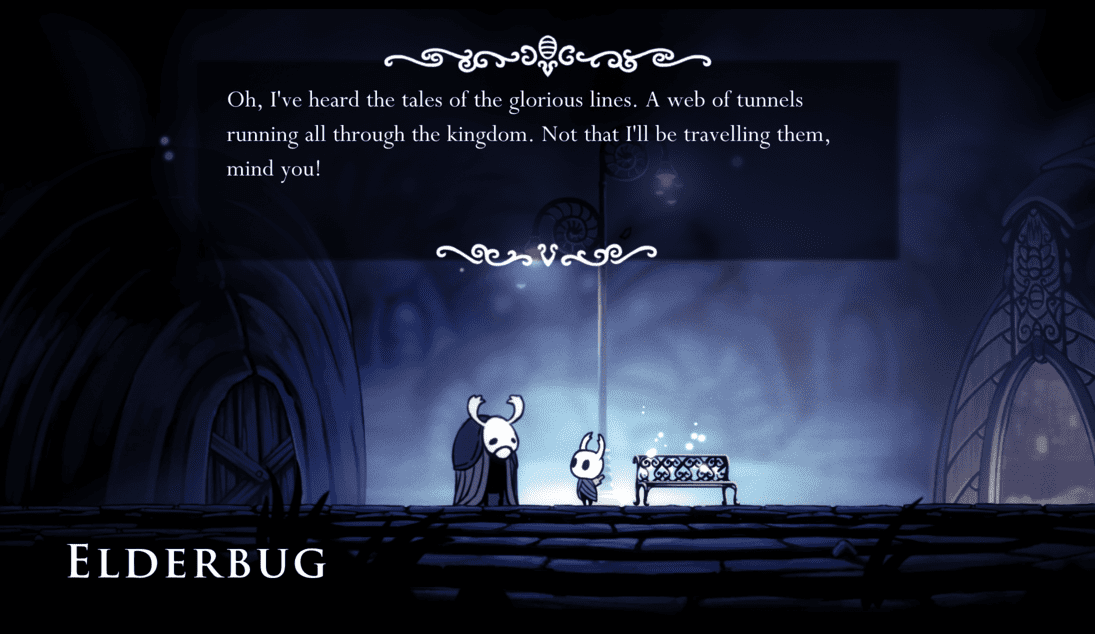 Oh, I've heard the tales of the glorious lines. A web of tunnels
running all through the kingdom. Not that I'll be travelling them,
mind you!
ELDERBUG